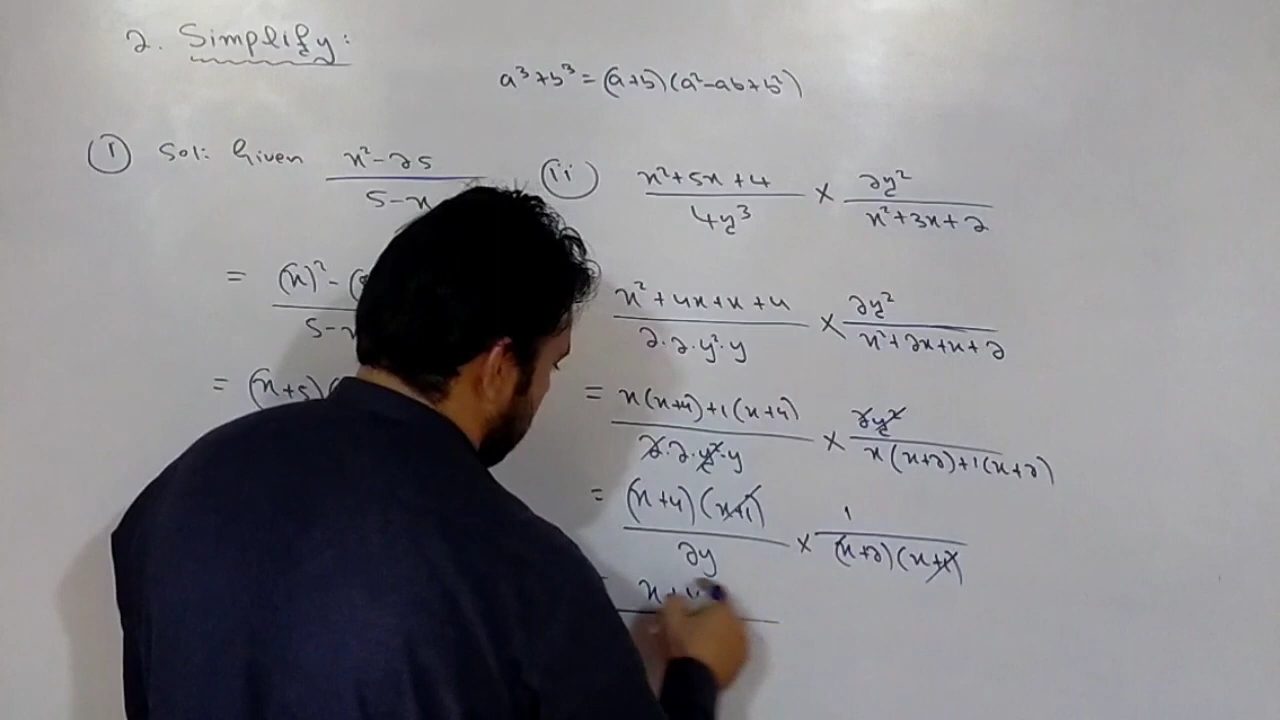 2. Simplify:
a³+b³=(a+b)(a²-ab+b²)
(i) Sol: Given x²-25 / 5-x
= (x)²-( / 5-x
= (x+5)(
(ii) x²+5x+4 / 4y³ × 2y² / x²+3x+2
x²+4x+x+4 / 2·2·y²·y × 2y² / x²+2x+x+2
= x(x+4)+1(x+4) / 2·2·y²·y × 2y² / x(x+2)+1(x+2)
= (x+4)(x+1) / 2y × 1 / (x+2)(x+1)
= x+4